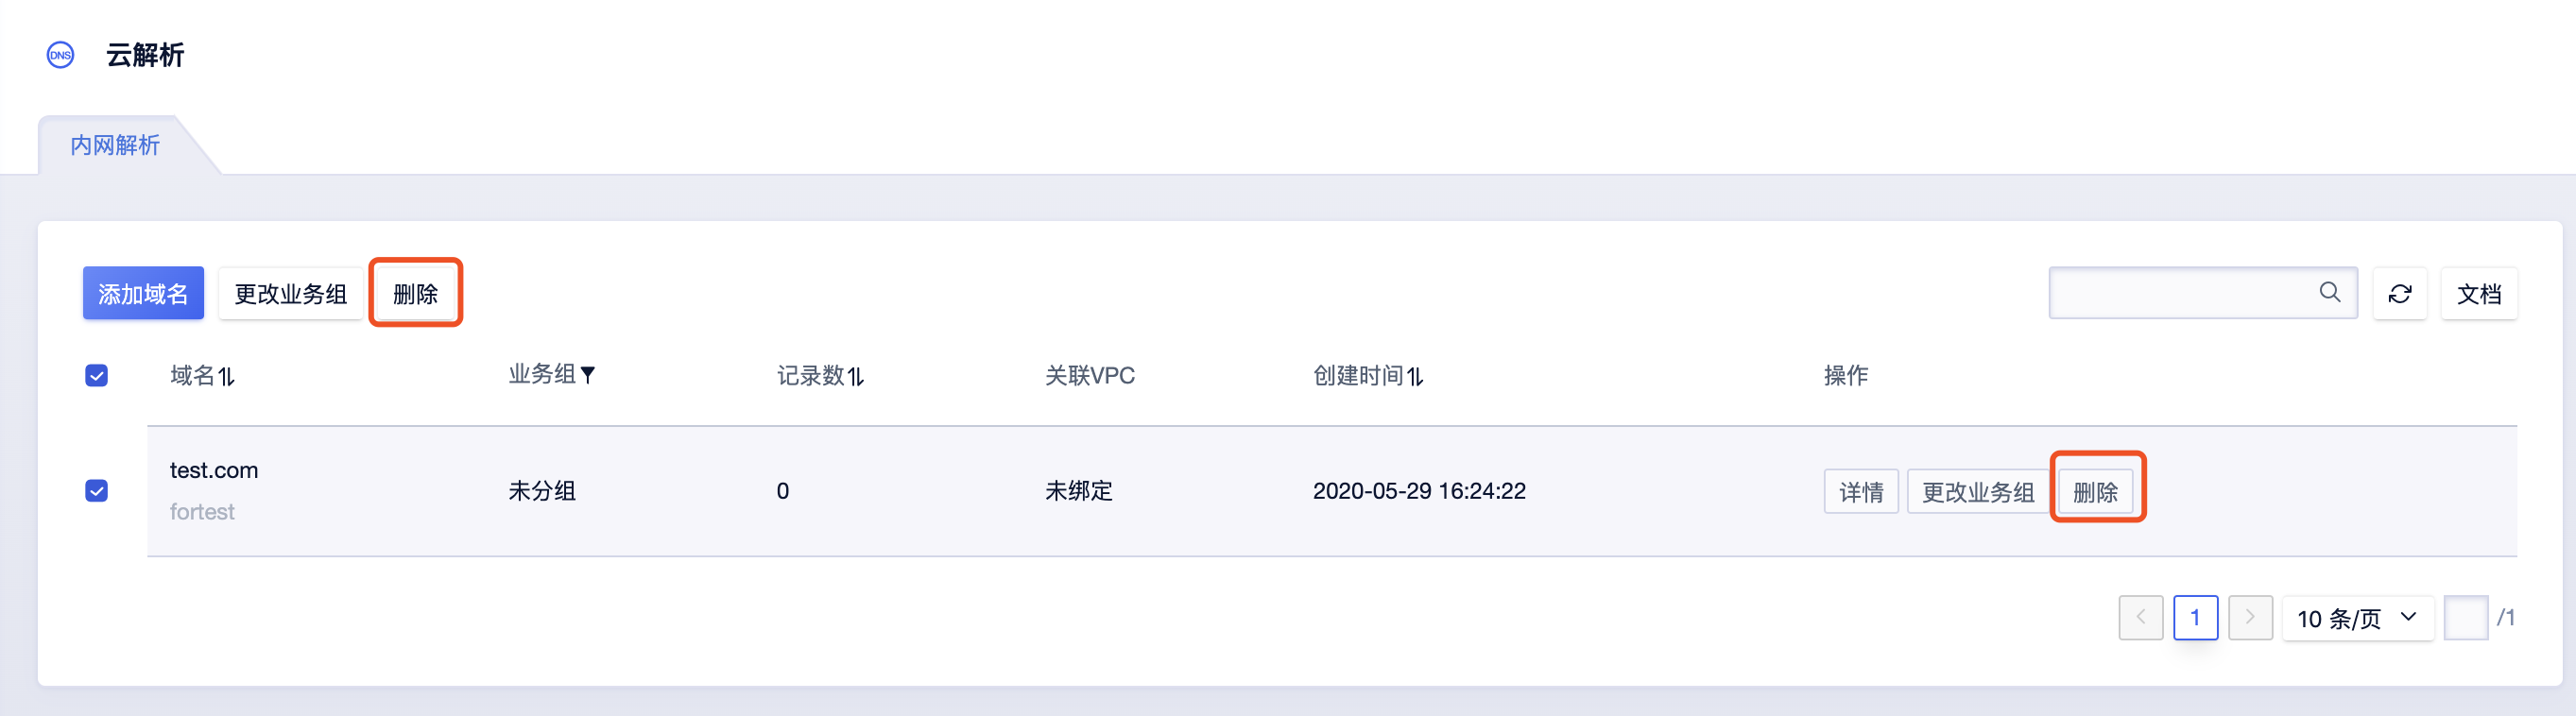 DNS 云解析
内网解析
添加域名 更改业务组 删除 文档
域名 业务组 记录数 关联VPC 创建时间 操作
test.com
fortest
未分组 0 未绑定 2020-05-29 16:24:22 详情 更改业务组 删除
1 10 条/页 /1